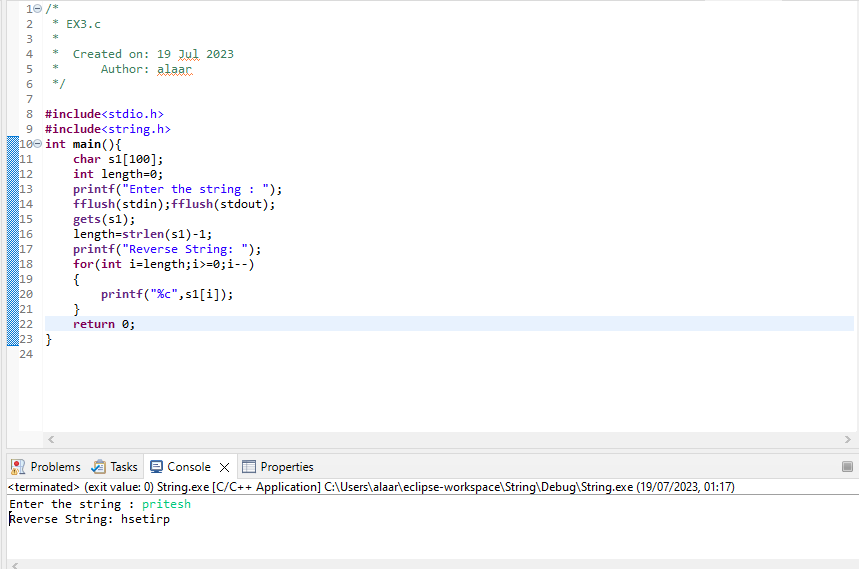 1 /*
2  * EX3.c
3  *
4  *  Created on: 19 Jul 2023
5  *      Author: alaar
6  */
7
8 #include<stdio.h>
9 #include<string.h>
10 int main(){
11     char s1[100];
12     int length=0;
13     printf("Enter the string : ");
14     fflush(stdin);fflush(stdout);
15     gets(s1);
16     length=strlen(s1)-1;
17     printf("Reverse String: ");
18     for(int i=length;i>=0;i--)
19     {
20         printf("%c",s1[i]);
21     }
22     return 0;
23 }
24
Problems Tasks Console Properties
<terminated> (exit value: 0) String.exe [C/C++ Application] C:\Users\alaar\eclipse-workspace\String\Debug\String.exe (19/07/2023, 01:17)
Enter the string : pritesh
Reverse String: hsetirp